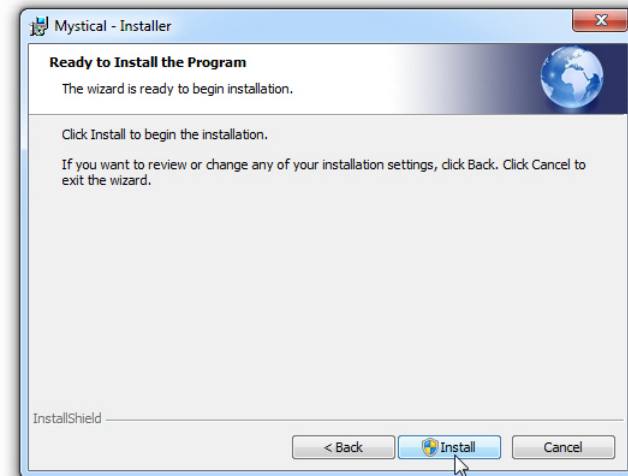 Mystical - Installer
Ready to Install the Program
The wizard is ready to begin installation.
Click Install to begin the installation.
If you want to review or change any of your installation settings, click Back. Click Cancel to
exit the wizard.
InstallShield
< Back
Install
Cancel